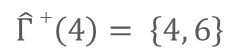 Γ̂ ⁺(4) = {4,6}